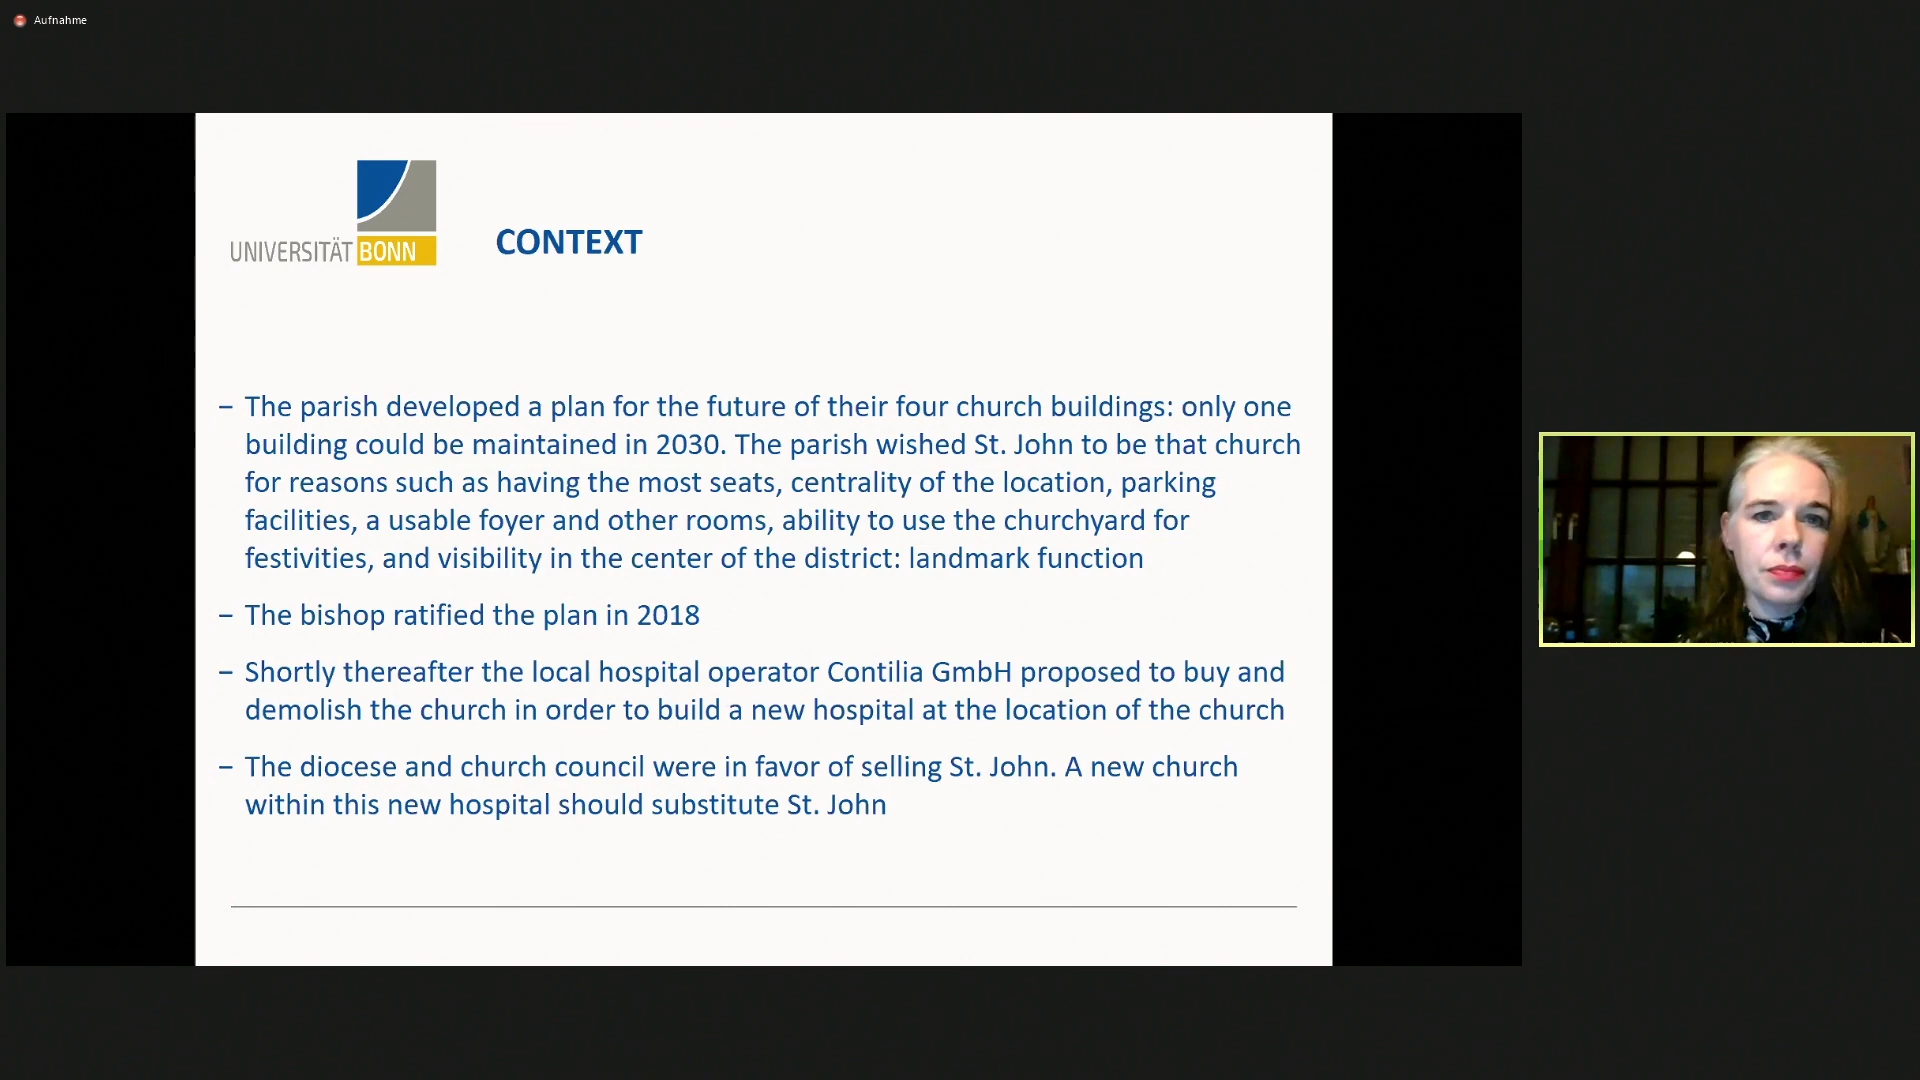 Aufnahme
UNIVERSITÄT BONN
CONTEXT
– The parish developed a plan for the future of their four church buildings: only one
building could be maintained in 2030. The parish wished St. John to be that church
for reasons such as having the most seats, centrality of the location, parking
facilities, a usable foyer and other rooms, ability to use the churchyard for
festivities, and visibility in the center of the district: landmark function
– The bishop ratified the plan in 2018
– Shortly thereafter the local hospital operator Contilia GmbH proposed to buy and
demolish the church in order to build a new hospital at the location of the church
– The diocese and church council were in favor of selling St. John. A new church
within this new hospital should substitute St. John